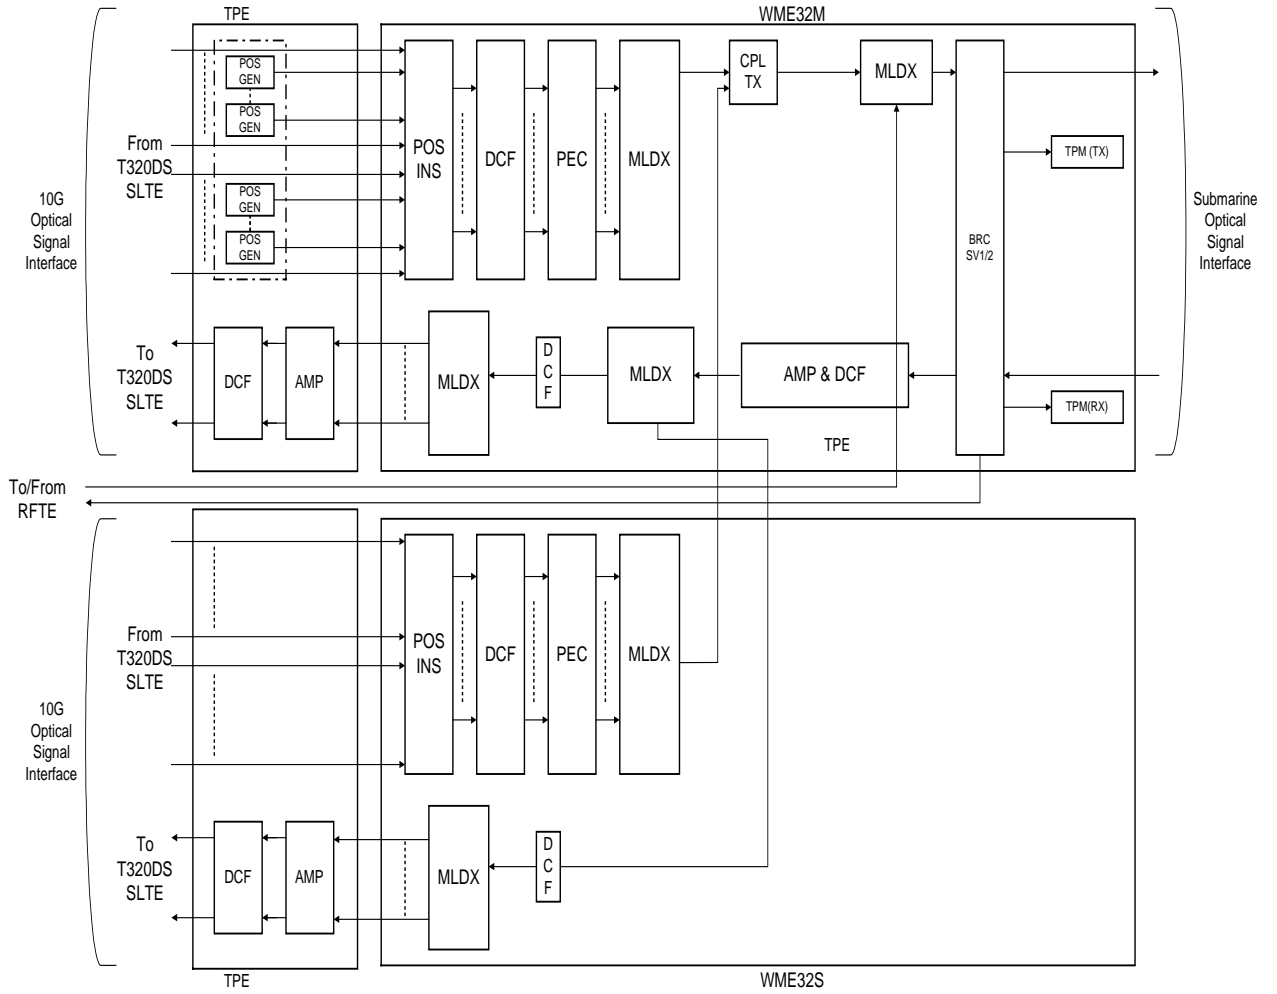 TPE
WME32M
POS
GEN
POS
GEN
POS
GEN
POS
GEN
From
T320DS
SLTE
10G
Optical
Signal
Interface
POS
INS
DCF
PEC
MLDX
CPL
TX
MLDX
BRC
SV1/2
TPM (TX)
Submarine
Optical
Signal
Interface
To
T320DS
SLTE
DCF
AMP
MLDX
D
C
F
MLDX
AMP & DCF
TPM(RX)
TPE
To/From
RFTE
From
T320DS
SLTE
10G
Optical
Signal
Interface
POS
INS
DCF
PEC
MLDX
To
T320DS
SLTE
DCF
AMP
MLDX
D
C
F
TPE
WME32S